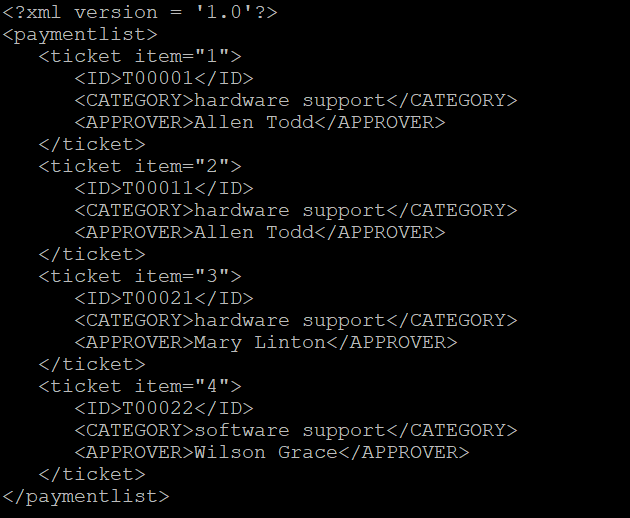 <?xml version = '1.0'?>
<paymentlist>
   <ticket item="1">
      <ID>T00001</ID>
      <CATEGORY>hardware support</CATEGORY>
      <APPROVER>Allen Todd</APPROVER>
   </ticket>
   <ticket item="2">
      <ID>T00011</ID>
      <CATEGORY>hardware support</CATEGORY>
      <APPROVER>Allen Todd</APPROVER>
   </ticket>
   <ticket item="3">
      <ID>T00021</ID>
      <CATEGORY>hardware support</CATEGORY>
      <APPROVER>Mary Linton</APPROVER>
   </ticket>
   <ticket item="4">
      <ID>T00022</ID>
      <CATEGORY>software support</CATEGORY>
      <APPROVER>Wilson Grace</APPROVER>
   </ticket>
</paymentlist>